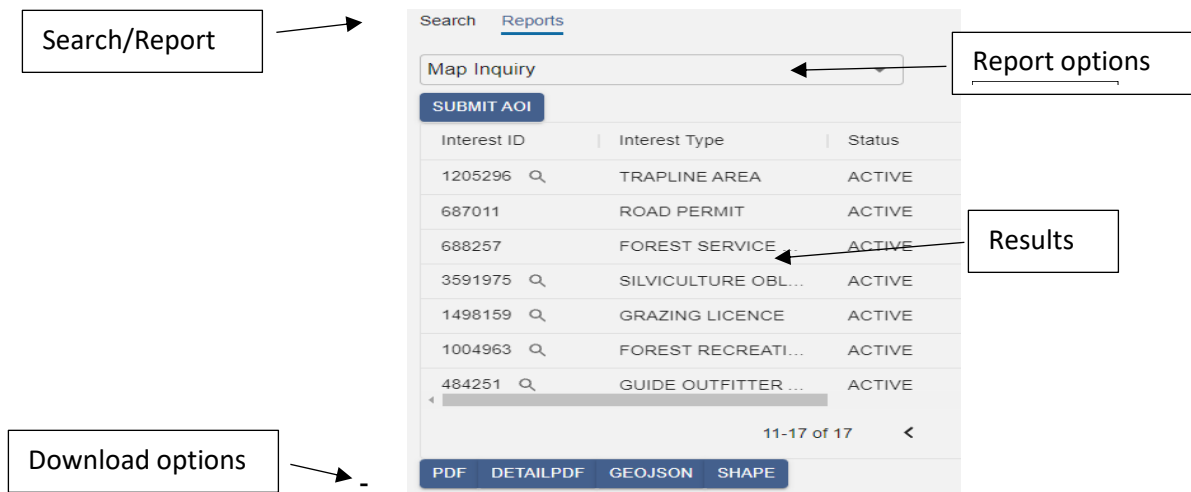 Search Reports
Search/Report
Map Inquiry
Report options
SUBMIT AOI
Interest ID Interest Type Status
1205296 TRAPLINE AREA ACTIVE
687011 ROAD PERMIT ACTIVE
688257 FOREST SERVICE ... ACTIVE
Results
3591975 SILVICULTURE OBL... ACTIVE
1498159 GRAZING LICENCE ACTIVE
1004963 FOREST RECREATI... ACTIVE
484251 GUIDE OUTFITTER ... ACTIVE
11-17 of 17 <
Download options
PDF DETAILPDF GEOJSON SHAPE